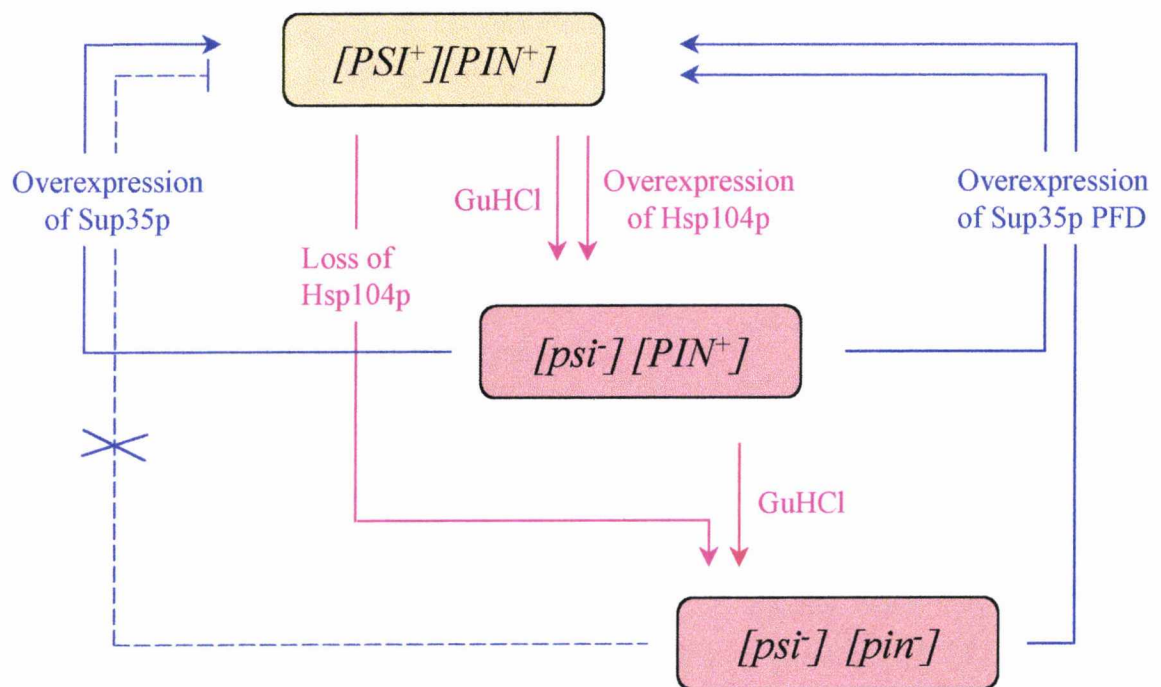 [PSI⁺][PIN⁺]
Overexpression
of Sup35p
GuHCl
Overexpression
of Hsp104p
Overexpression
of Sup35p PFD
Loss of
Hsp104p
[psi⁻] [PIN⁺]
GuHCl
[psi⁻] [pin⁻]